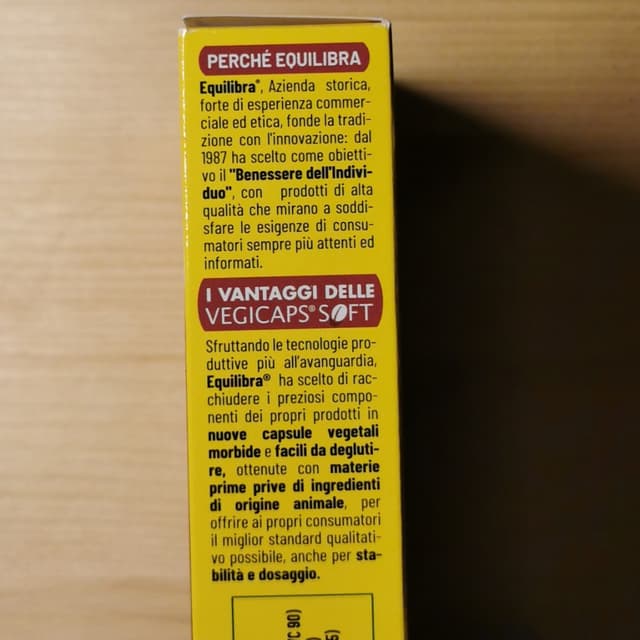 PERCHÉ EQUILIBRA
Equilibra®, Azienda storica,
forte di esperienza commer-
ciale ed etica, fonde la tradi-
zione con l'innovazione: dal
1987 ha scelto come obietti-
vo il "Benessere dell'Indivi-
duo", con prodotti di alta
qualità che mirano a soddi-
sfare le esigenze di consu-
matori sempre più attenti ed
informati.
I VANTAGGI DELLE
VEGICAPS® SOFT
Sfruttando le tecnologie pro-
duttive più all'avanguardia,
Equilibra® ha scelto di rac-
chiudere i preziosi compo-
nenti dei propri prodotti in
nuove capsule vegetali
morbide e facili da degluti-
re, ottenute con materie
prime prive di ingredienti
di origine animale, per
offrire ai propri consumatori
il miglior standard qualitati-
vo possibile, anche per sta-
bilità e dosaggio.